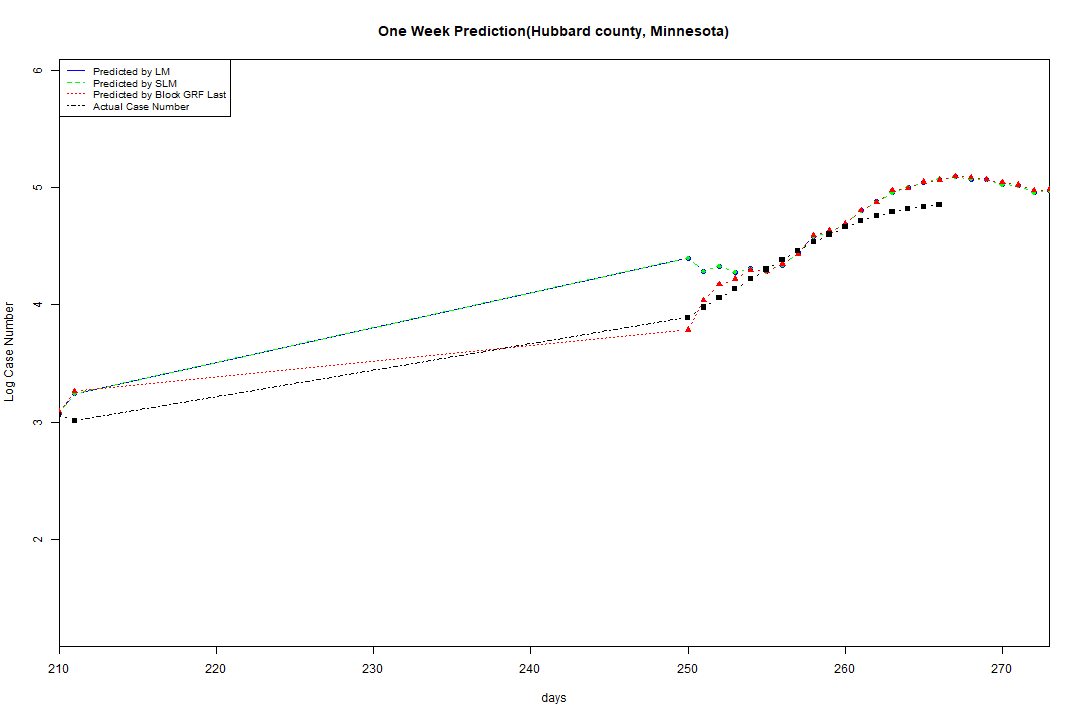 One Week Prediction(Hubbard county, Minnesota)
Predicted by LM
Predicted by SLM
Predicted by Block GRF Last
Actual Case Number
6
5
4
3
2
Log Case Number
210 220 230 240 250 260 270
days